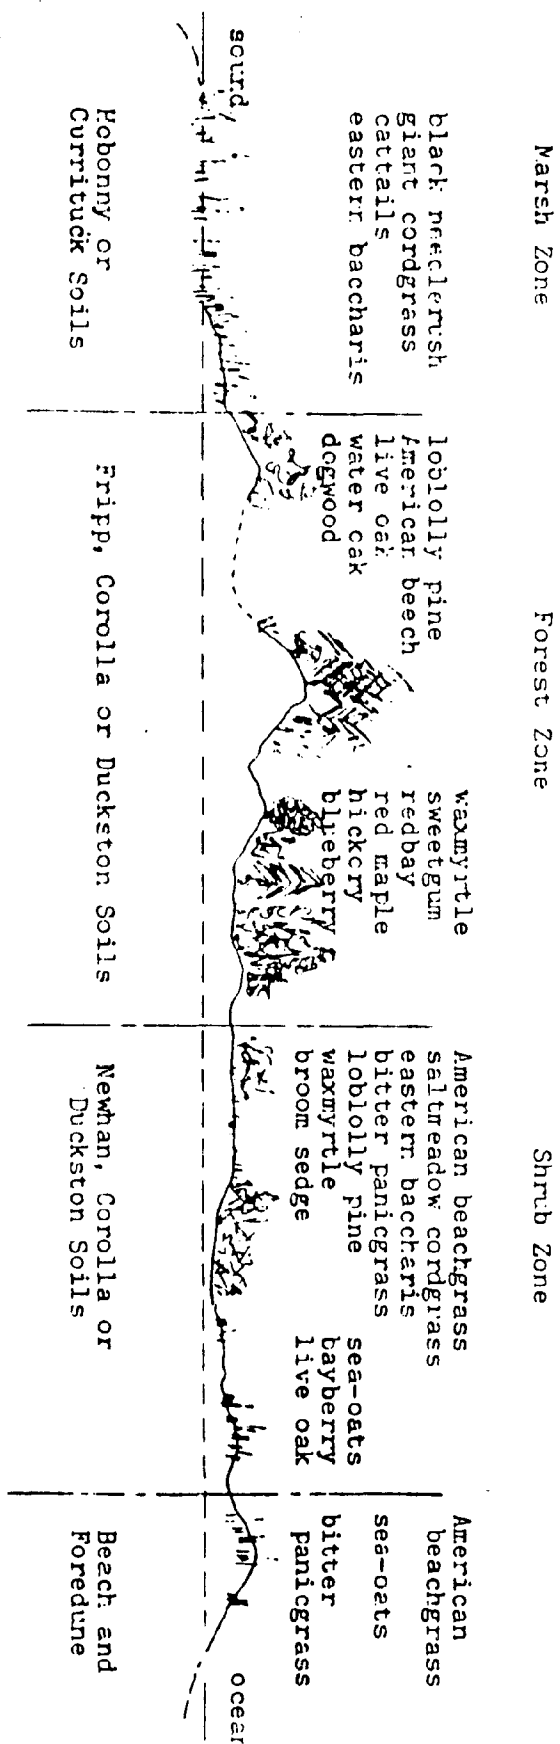 Marsh Zone
Forest Zone
Shrub Zone
black needlerush
giant cordgrass
cattails
eastern baccharis
loblolly pine
American beech
live oak
water oak
dogwood
waxmyrtle
sweetgum
redbay
red maple
hickory
blueberry
American beachgrass
saltmeadow cordgrass
eastern baccharis
bitter panicgrass
loblolly pine
waxmyrtle
broom sedge
sea-oats
bayberry
live oak
American
beachgrass
sea-oats
bitter
panicgrass
sound
ocean
Hobonny or
Currituck Soils
Fripp, Corolla or Duckston Soils
Newhan, Corolla or
Duckston Soils
Beach and
Foredune